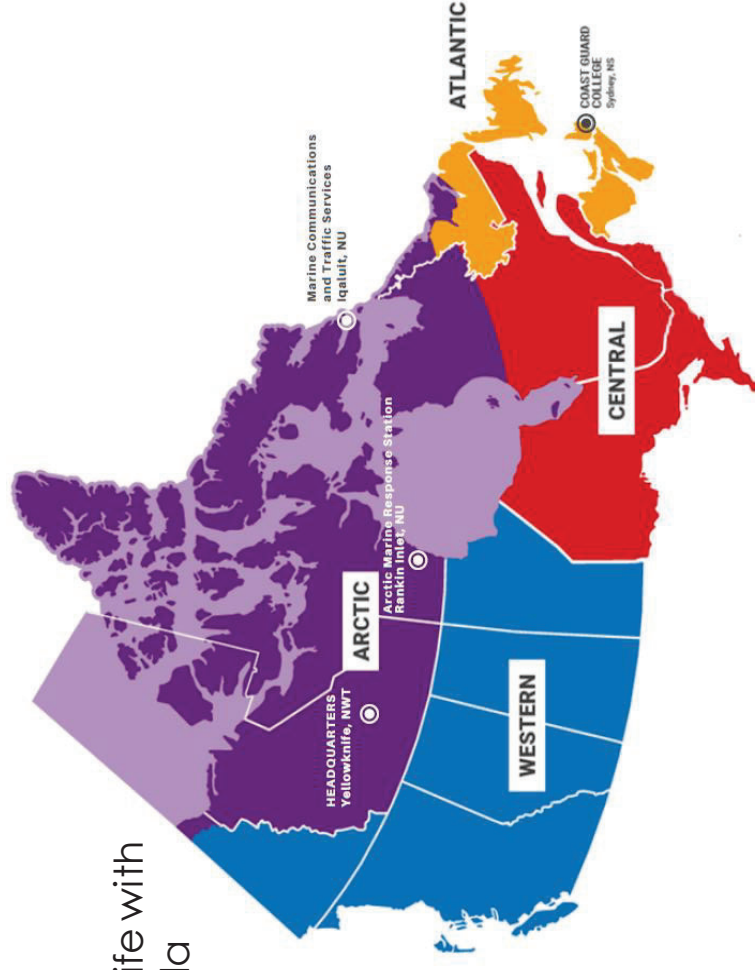 ife with
la
HEADQUARTERS
Yellowknife, NWT
ARCTIC
Arctic Marine Response Station
Rankin Inlet, NU
Marine Communications
and Traffic Services
Iqaluit, NU
WESTERN
CENTRAL
ATLANTIC
COAST GUARD
COLLEGE
Sydney, NS